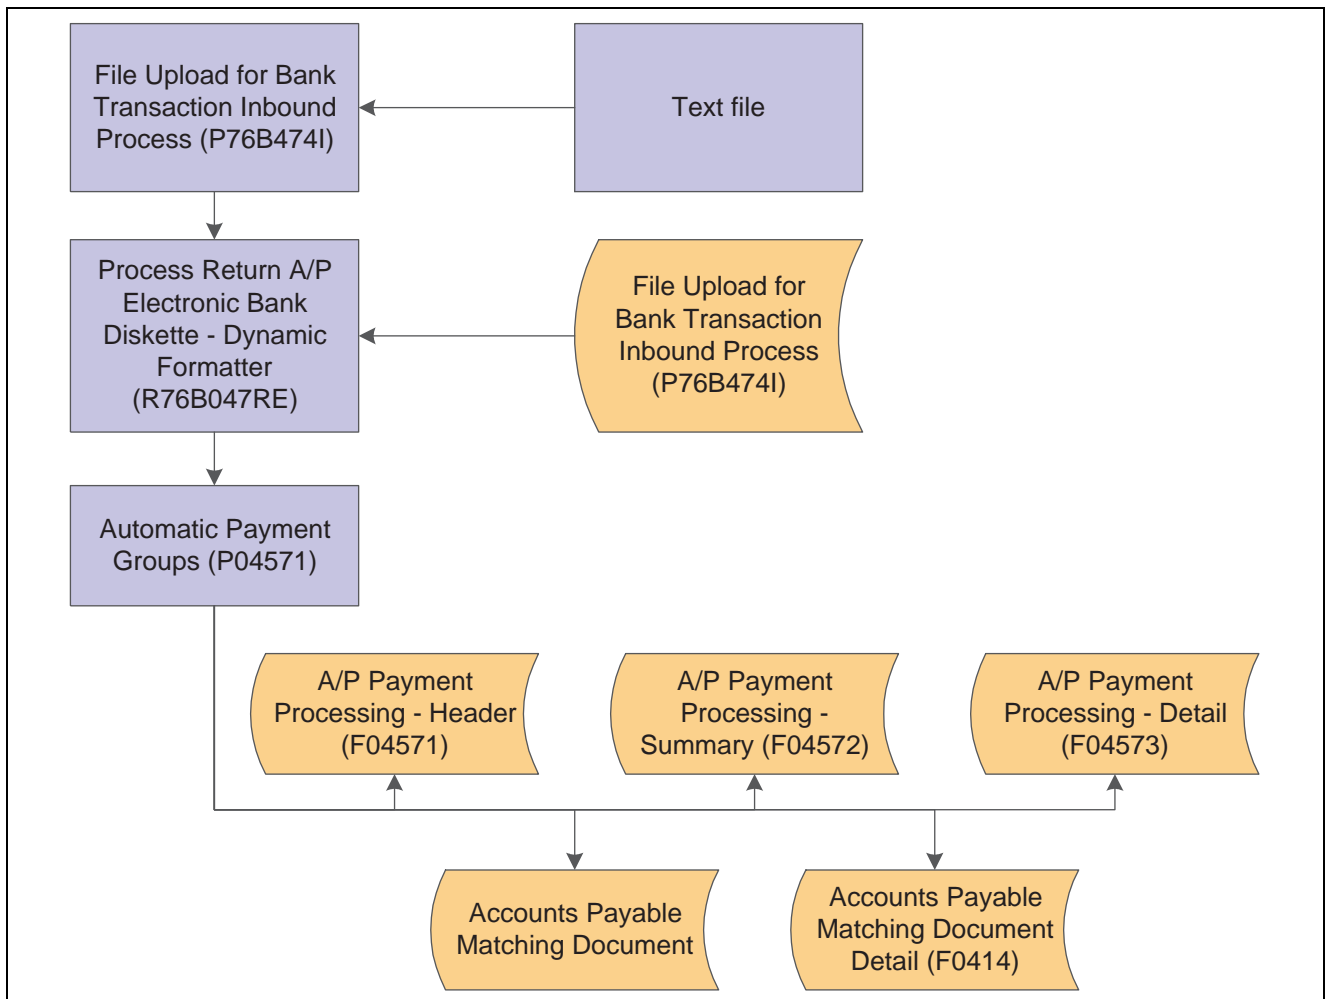 File Upload for Bank
Transaction Inbound
Process (P76B474I)
Text file
Process Return A/P
Electronic Bank
Diskette - Dynamic
Formatter
(R76B047RE)
File Upload for
Bank Transaction
Inbound Process
(P76B474I)
Automatic Payment
Groups (P04571)
A/P Payment
Processing - Header
(F04571)
A/P Payment
Processing -
Summary (F04572)
A/P Payment
Processing - Detail
(F04573)
Accounts Payable
Matching Document
Accounts Payable
Matching Document
Detail (F0414)